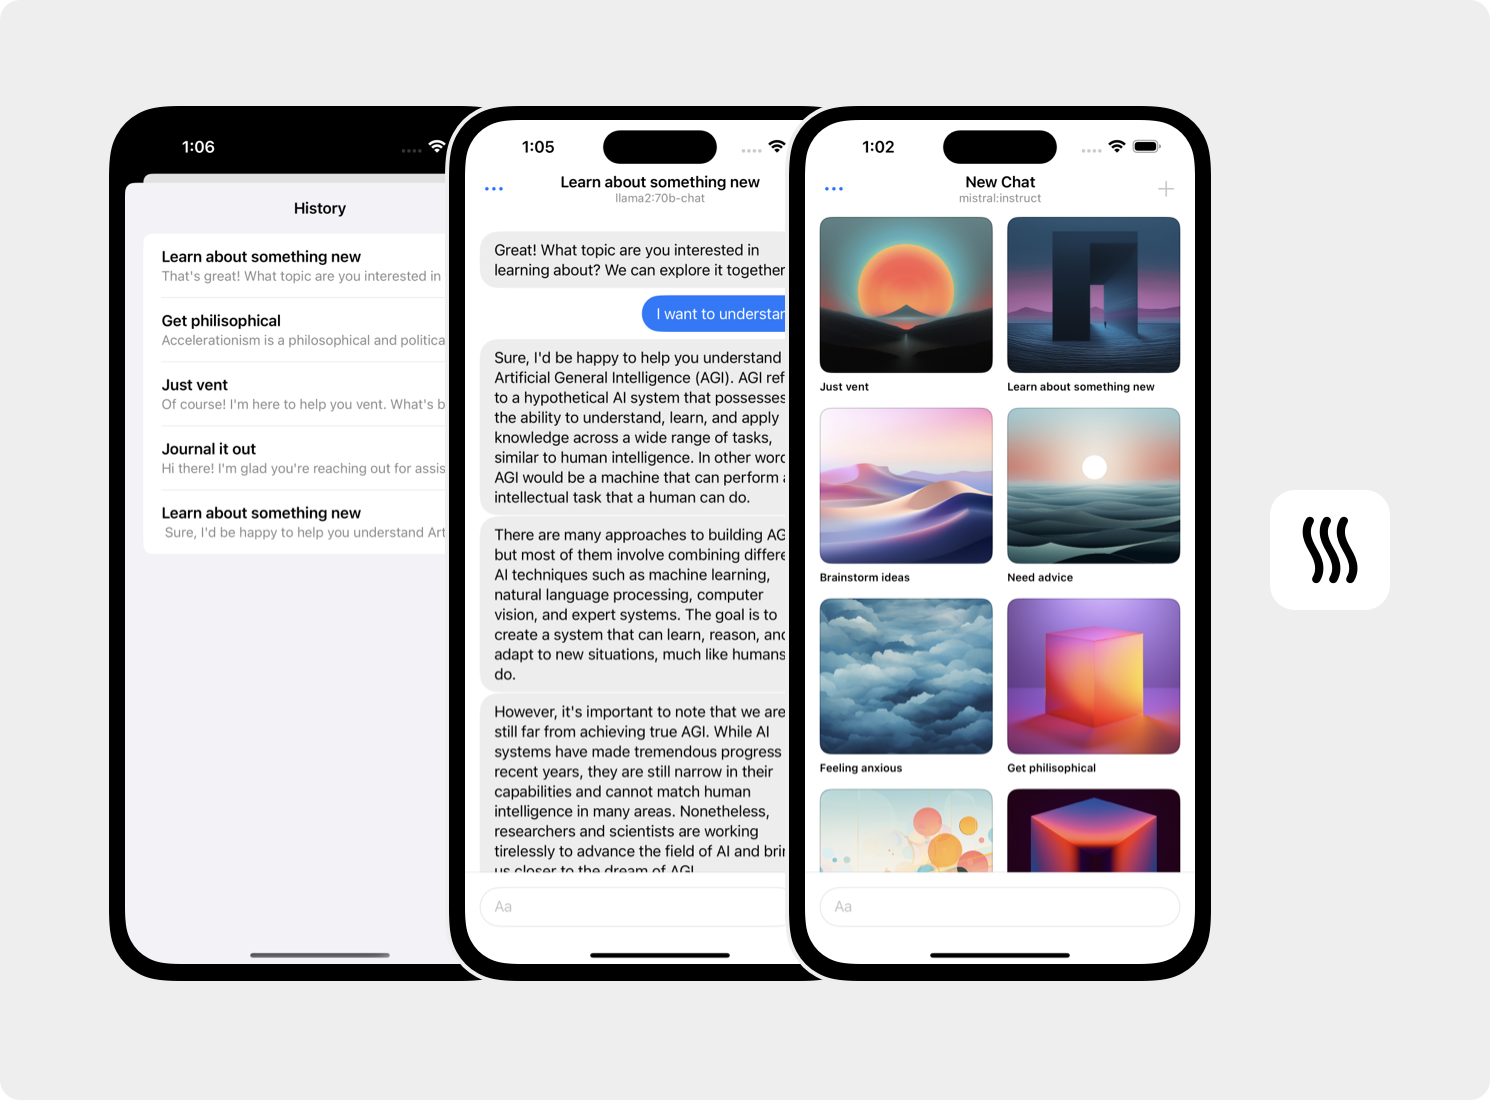 1:06
History
Learn about something new
That's great! What topic are you interested in
Get philisophical
Accelerationism is a philosophical and politica
Just vent
Of course! I'm here to help you vent. What's b
Journal it out
Hi there! I'm glad you're reaching out for assis
Learn about something new
Sure, I'd be happy to help you understand Art
1:05
Learn about something new
llama2:70b-chat
Great! What topic are you interested in
learning about? We can explore it together
I want to understan
Sure, I'd be happy to help you understand
Artificial General Intelligence (AGI). AGI ref
to a hypothetical AI system that possesses
the ability to understand, learn, and apply
knowledge across a wide range of tasks,
similar to human intelligence. In other word
AGI would be a machine that can perform a
intellectual task that a human can do.
There are many approaches to building AG
but most of them involve combining differe
AI techniques such as machine learning,
natural language processing, computer
vision, and expert systems. The goal is to
create a system that can learn, reason, and
adapt to new situations, much like humans
do.
However, it's important to note that we are
still far from achieving true AGI. While AI
systems have made tremendous progress
recent years, they are still narrow in their
capabilities and cannot match human
intelligence in many areas. Nonetheless,
researchers and scientists are working
tirelessly to advance the field of AI and brin
us closer to the dream of AGI
Aa
1:02
New Chat
mistral:instruct
Just vent
Learn about something new
Brainstorm ideas
Need advice
Feeling anxious
Get philisophical
Aa